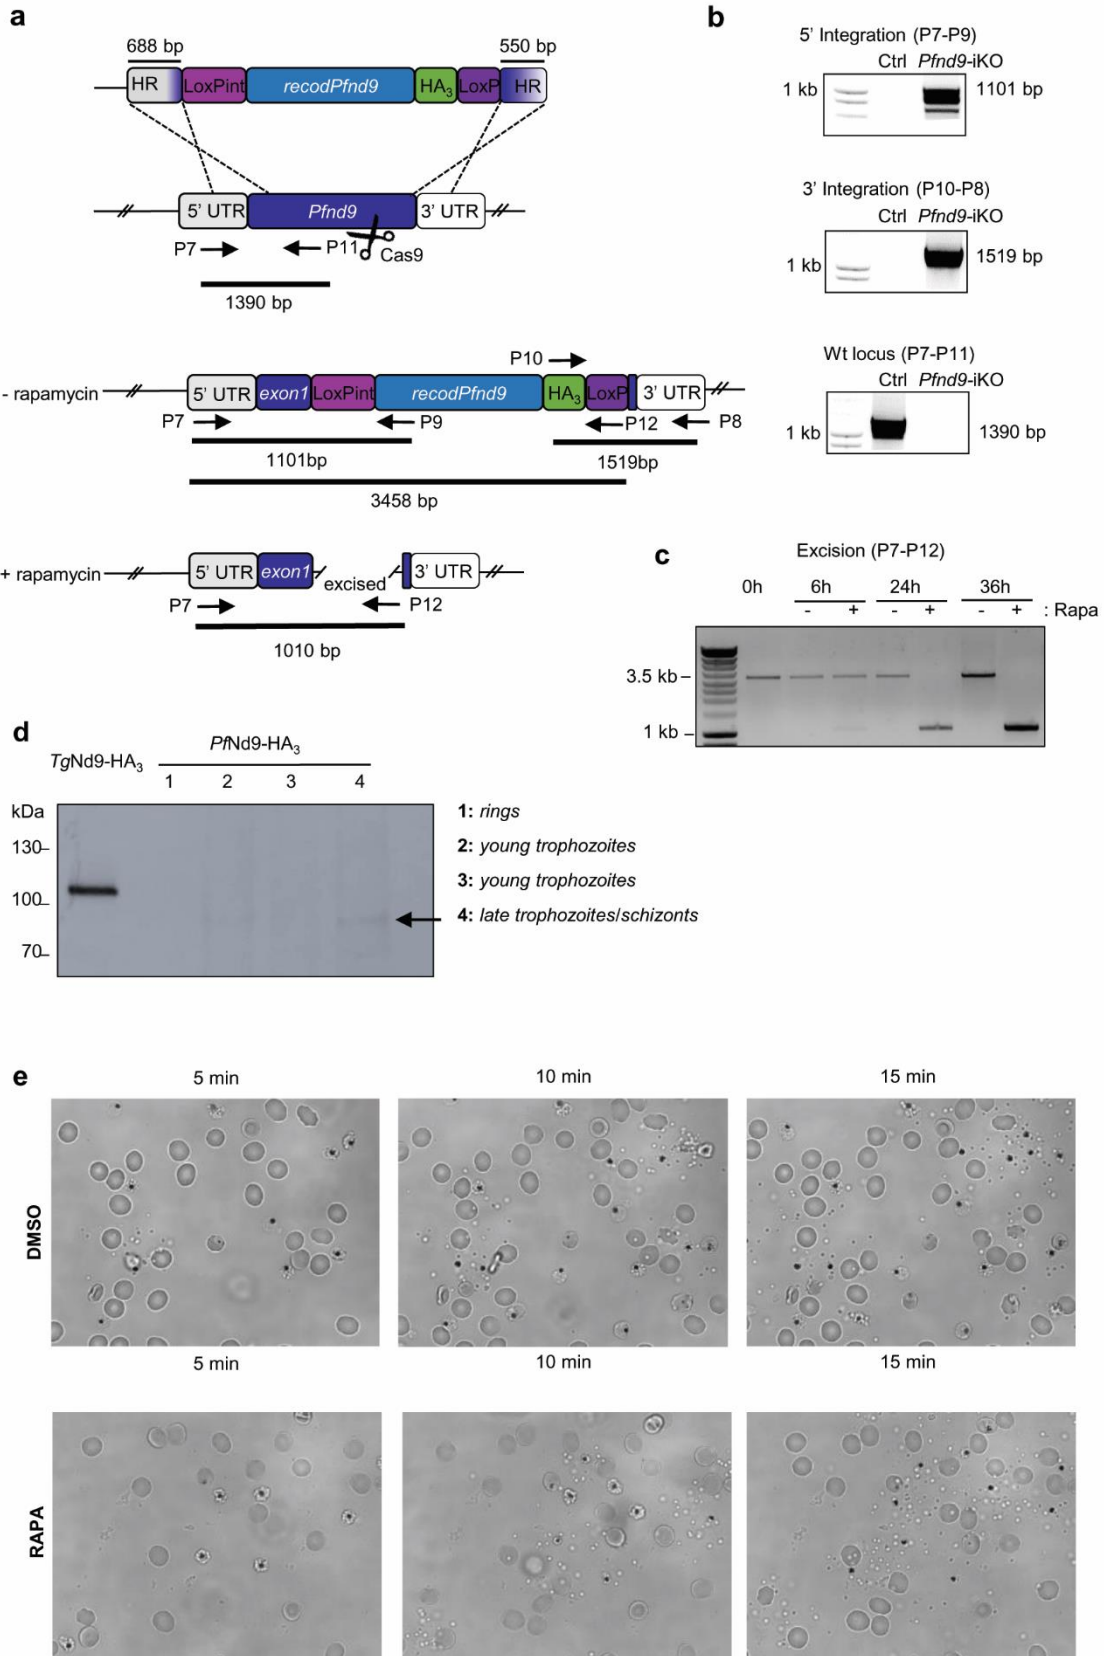 a
688 bp
550 bp
HR
LoxPint
recodPfnd9
HA3
LoxP
HR
5' UTR
Pfnd9
3' UTR
P7
P11
Cas9
1390 bp
P10
- rapamycin
5' UTR
exon1
LoxPint
recodPfnd9
HA3
LoxP
3' UTR
P7
P9
P12
P8
1101bp
1519bp
3458 bp
+ rapamycin
5' UTR
exon1
excised
3' UTR
P7
P12
1010 bp
b
5' Integration (P7-P9)
Ctrl Pfnd9-iKO
1 kb
1101 bp
3' Integration (P10-P8)
Ctrl Pfnd9-iKO
1 kb
1519 bp
Wt locus (P7-P11)
Ctrl Pfnd9-iKO
1 kb
1390 bp
c
Excision (P7-P12)
0h 6h 24h 36h
- + - + - + : Rapa
3.5 kb –
1 kb –
d
PfNd9-HA3
TgNd9-HA3
1 2 3 4
kDa
130–
100–
70–
1: rings
2: young trophozoites
3: young trophozoites
4: late trophozoites/schizonts
e
5 min 10 min 15 min
DMSO
5 min 10 min 15 min
RAPA